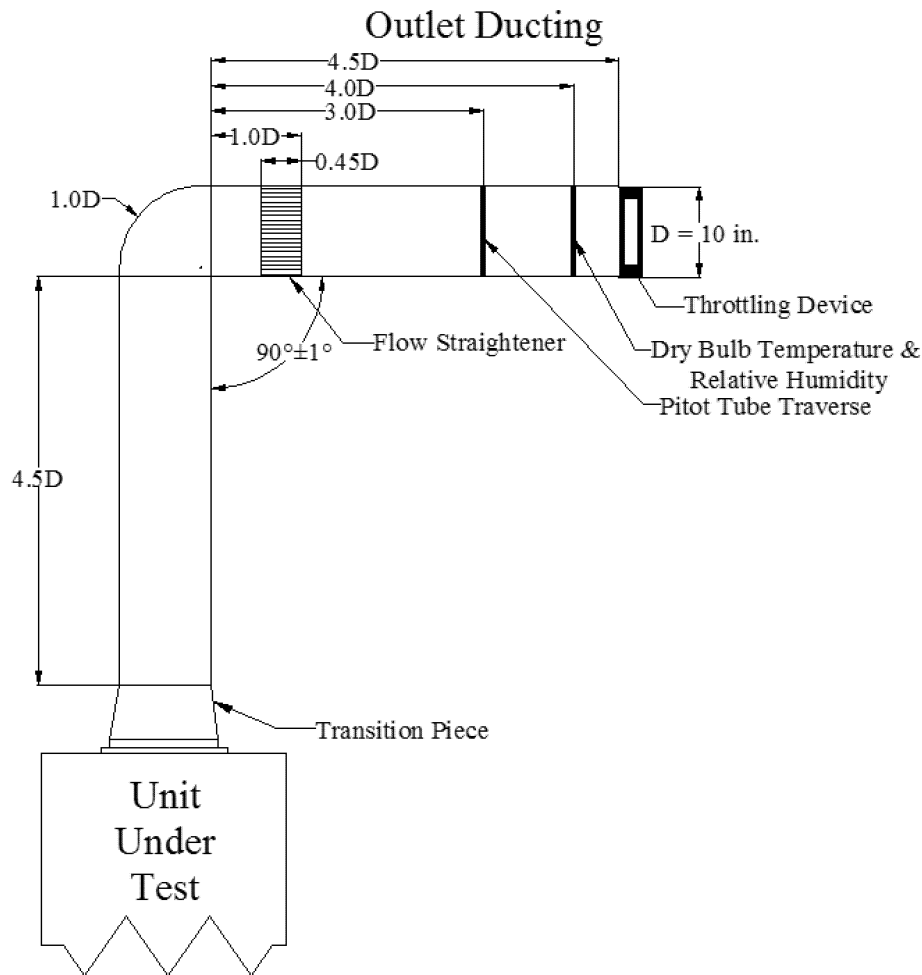 Outlet Ducting
4.5D
4.0D
3.0D
1.0D
0.45D
1.0D
D = 10 in.
Throttling Device
Flow Straightener
90°±1°
Dry Bulb Temperature &
Relative Humidity
Pitot Tube Traverse
4.5D
Transition Piece
Unit
Under
Test